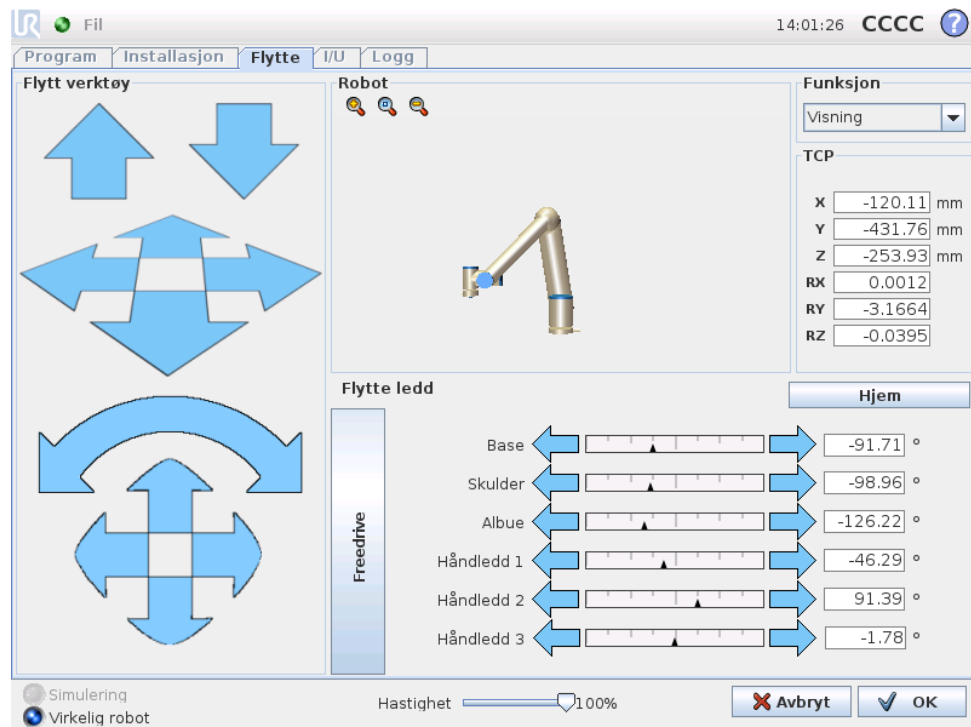 UR Fil 14:01:26 CCCC ?
Program Installasjon Flytte I/U Logg
Flytt verktøy
Robot
Funksjon
Visning
TCP
X -120.11 mm
Y -431.76 mm
Z -253.93 mm
RX 0.0012
RY -3.1664
RZ -0.0395
Flytte ledd
Hjem
Freedrive
Base -91.71 °
Skulder -98.96 °
Albue -126.22 °
Håndledd 1 -46.29 °
Håndledd 2 91.39 °
Håndledd 3 -1.78 °
Simulering
Virkelig robot
Hastighet 100%
Avbryt
OK